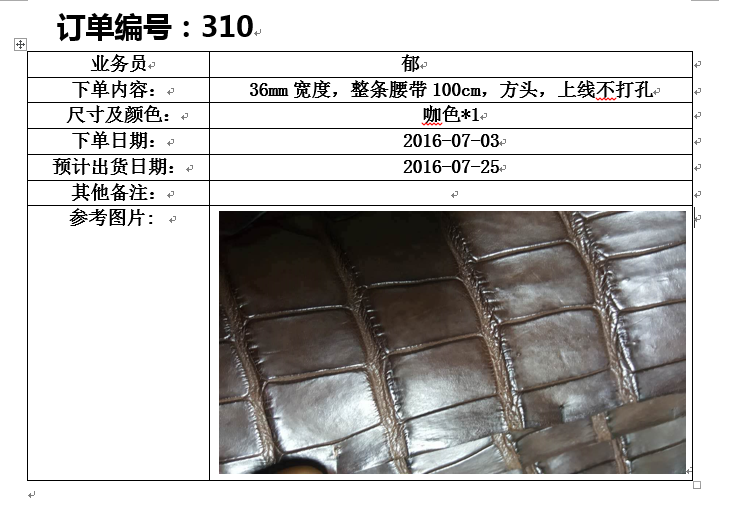 订单编号：310
业务员 郁
下单内容： 36mm 宽度，整条腰带 100cm，方头，上线不打孔
尺寸及颜色： 咖色*1
下单日期： 2016-07-03
预计出货日期： 2016-07-25
其他备注：
参考图片：